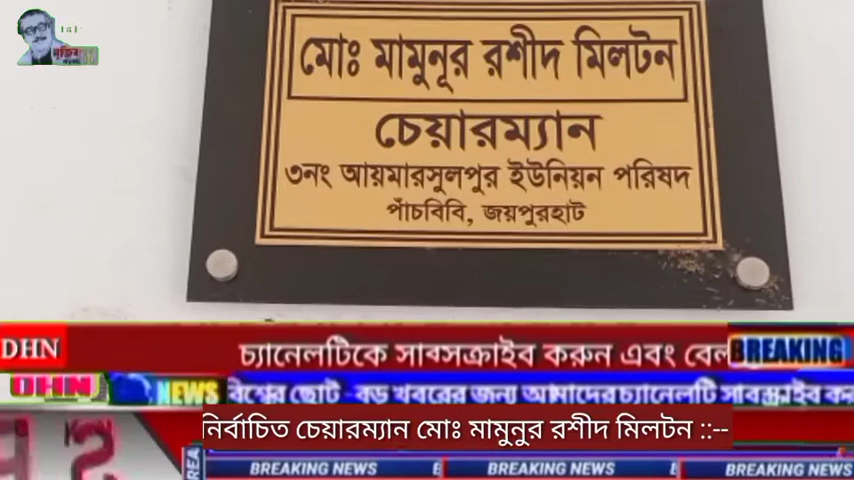 মোঃ মামুনূর রশীদ মিলটন
চেয়ারম্যান
৩নং আয়মারসুলপুর ইউনিয়ন পরিষদ
পাঁচবিবি, জয়পুরহাট
DHN
চ্যানেলটিকে সাবসক্রাইব করুন এবং বেল
BREAKING
DHN NEWS
বিশ্বের ছোট - বড় খবরের জন্য আমাদের চ্যানেলটি সাবস্ক্রাইব কর
নির্বাচিত চেয়ারম্যান মোঃ মামুনুর রশীদ মিলটন ::--
AREA
BREAKING NEWS BREAKING NEWS BREAKING NEWS